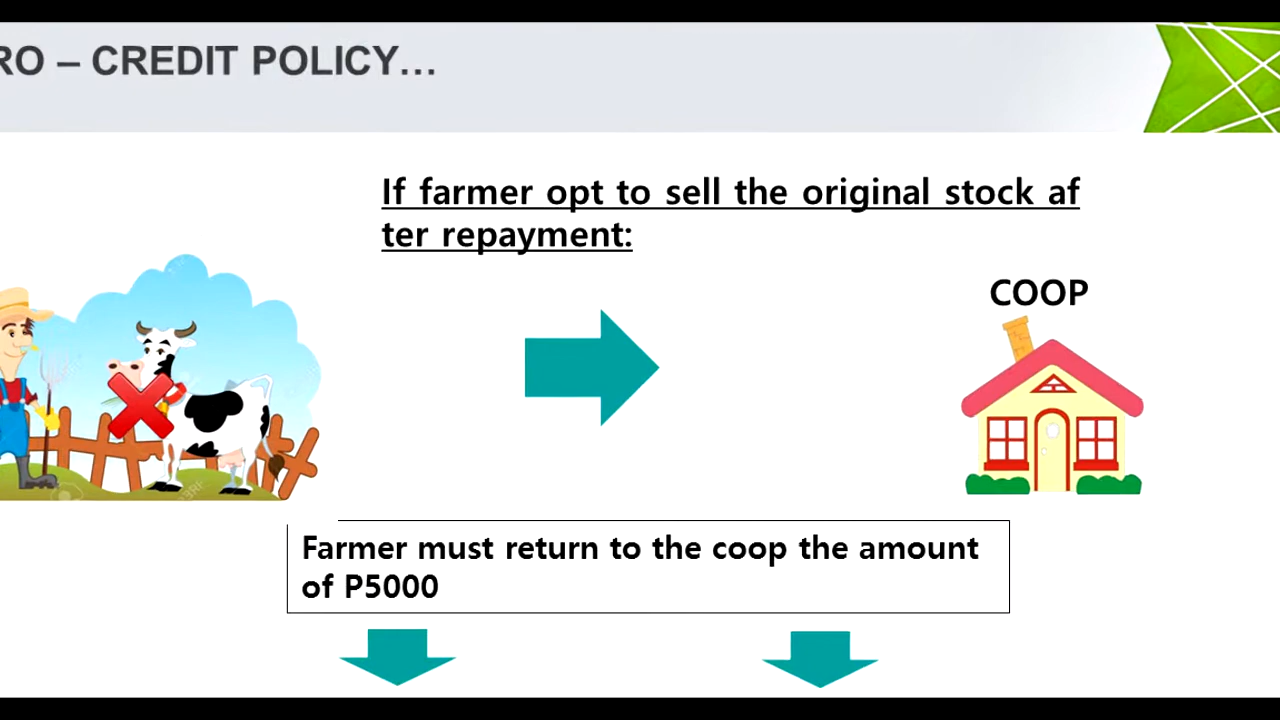 RO – CREDIT POLICY...
If farmer opt to sell the original stock af
ter repayment:
COOP
Farmer must return to the coop the amount
of P5000